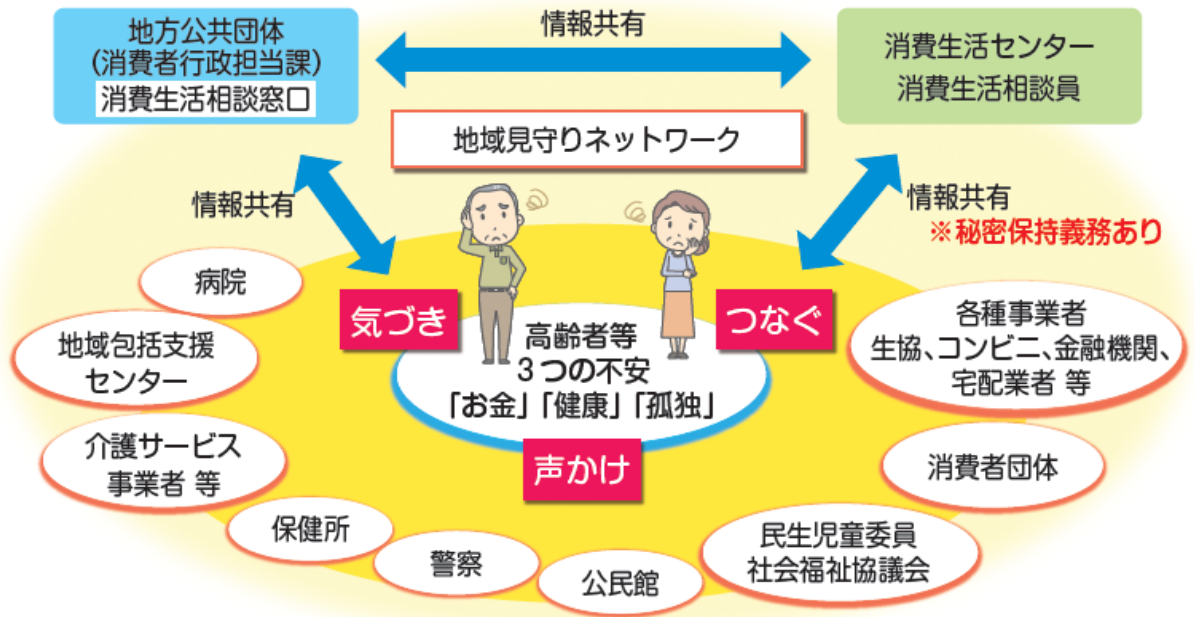 地方公共団体
（消費者行政担当課）
消費生活相談窓口
情報共有
消費生活センター
消費生活相談員
地域見守りネットワーク
情報共有
情報共有
※秘密保持義務あり
気づき
つなぐ
声かけ
高齢者等
３つの不安
「お金」「健康」「孤独」
病院
地域包括支援
センター
介護サービス
事業者 等
保健所
警察
公民館
民生児童委員
社会福祉協議会
消費者団体
各種事業者
生協、コンビニ、金融機関、
宅配業者 等